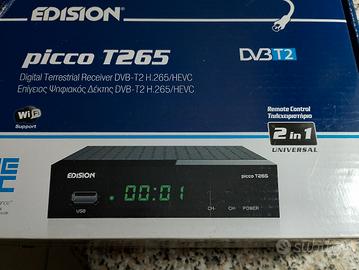 EDISION
picco T265
DVB T2
Digital Terrestrial Receiver DVB-T2 H.265/HEVC
Επίγειος Ψηφιακός Δέκτης DVB-T2 H.265/HEVC
WiFi
Support
Remote Control
Τηλεχειριστήριο
2 in 1
UNIVERSAL
EDISION
00:01
picco T265
USB
CH-
CH+
POWER
subito